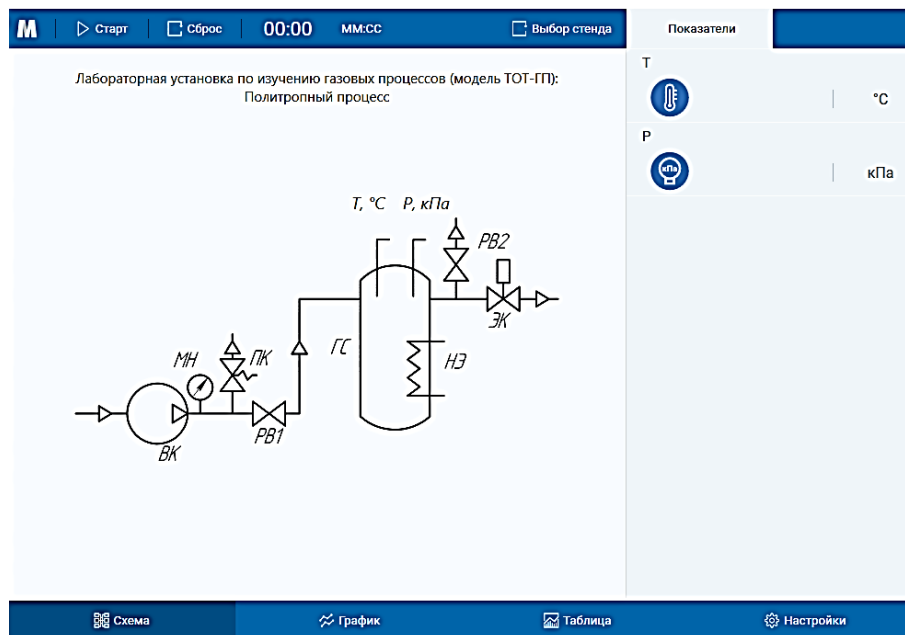 М Старт Сброс 00:00 ММ:СС Выбор стенда Показатели
Лабораторная установка по изучению газовых процессов (модель ТОТ-ГП):
Политропный процесс
T
°C
P
кПа
кПа
T, °C P, кПа
РВ2
ЭК
МН
ПК
ГС
НЭ
РВ1
ВК
Схема График Таблица Настройки